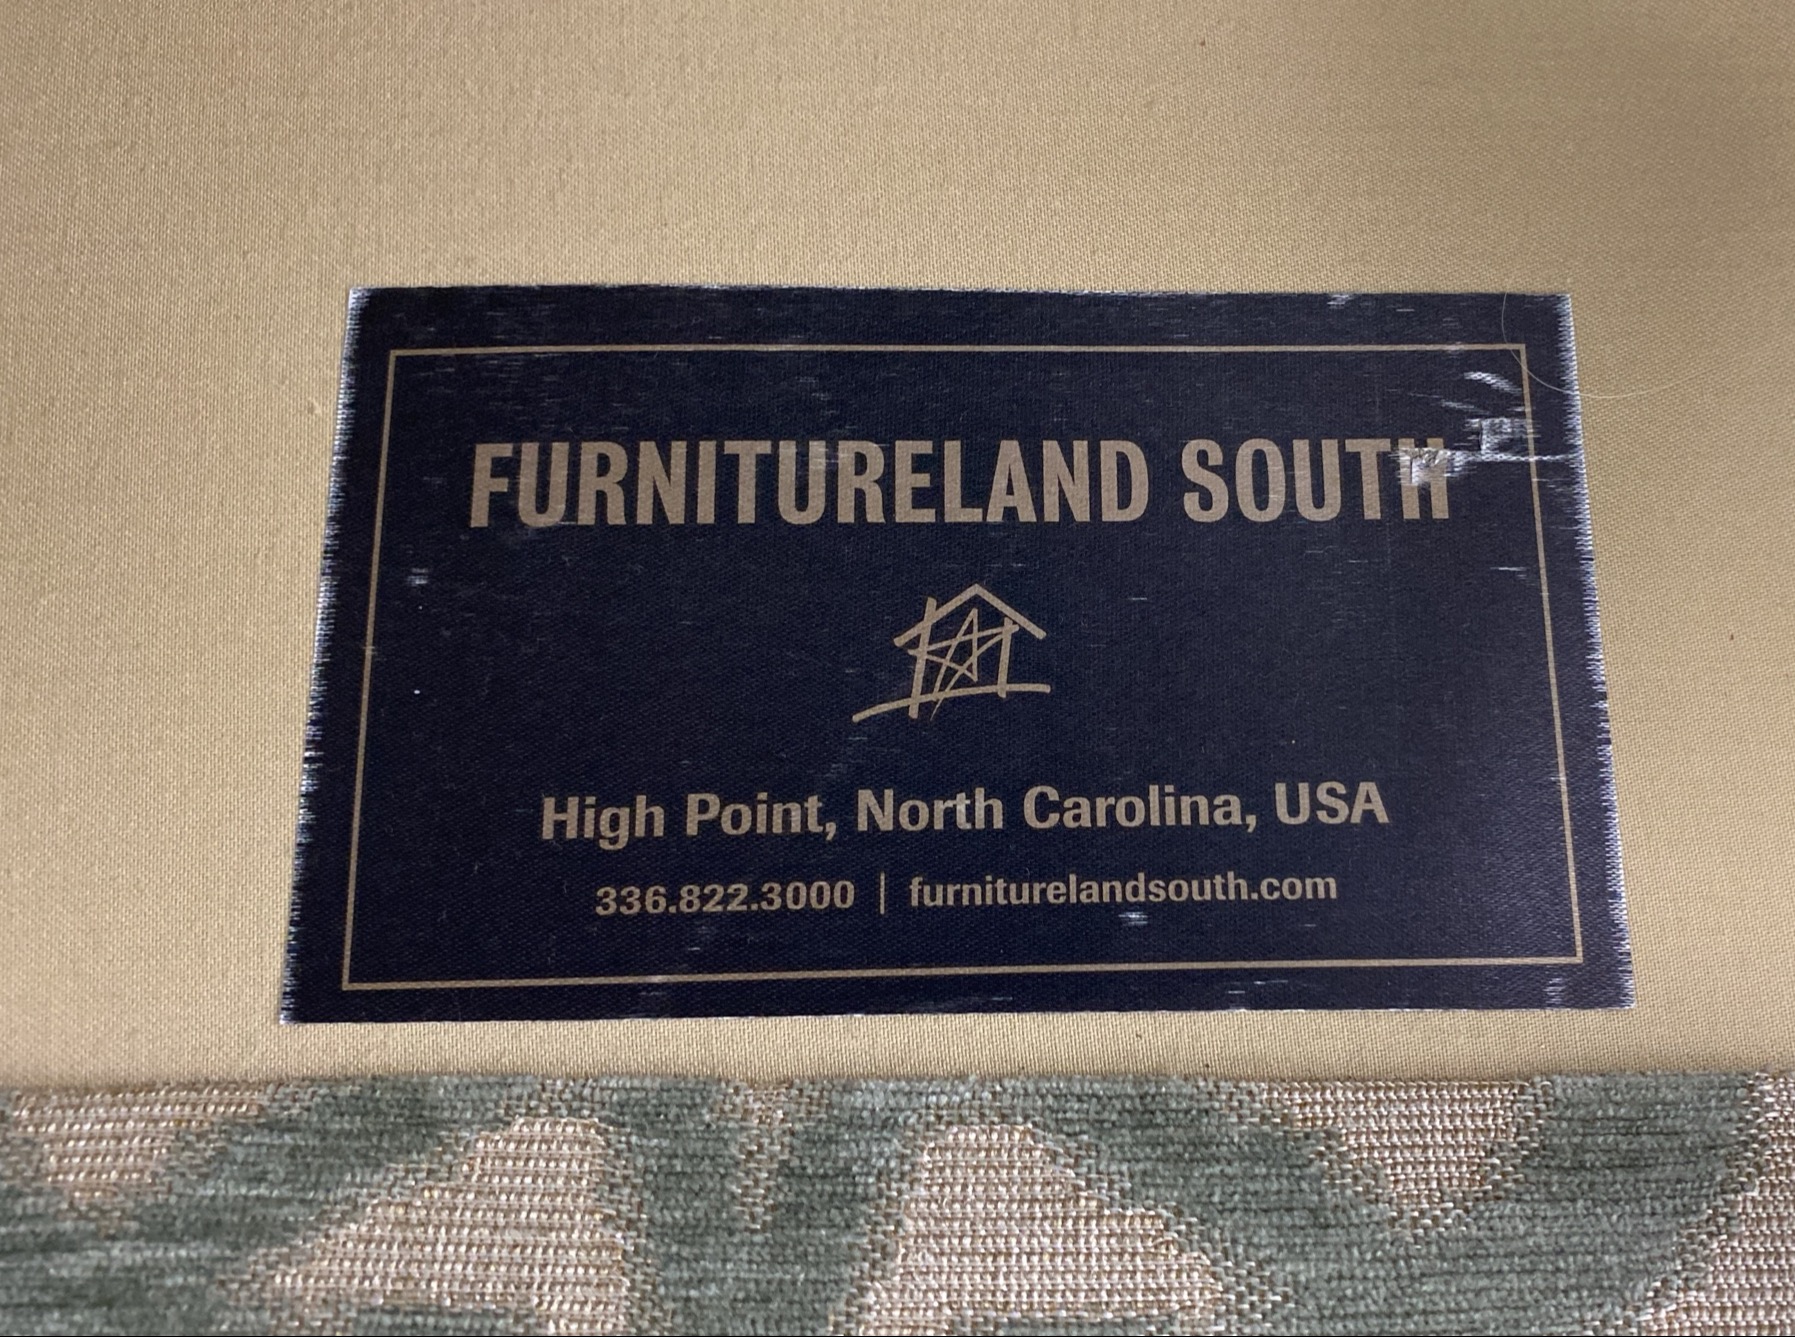 FURNITURELAND SOUTH
High Point, North Carolina, USA
336.822.3000 | furniturelandsouth.com